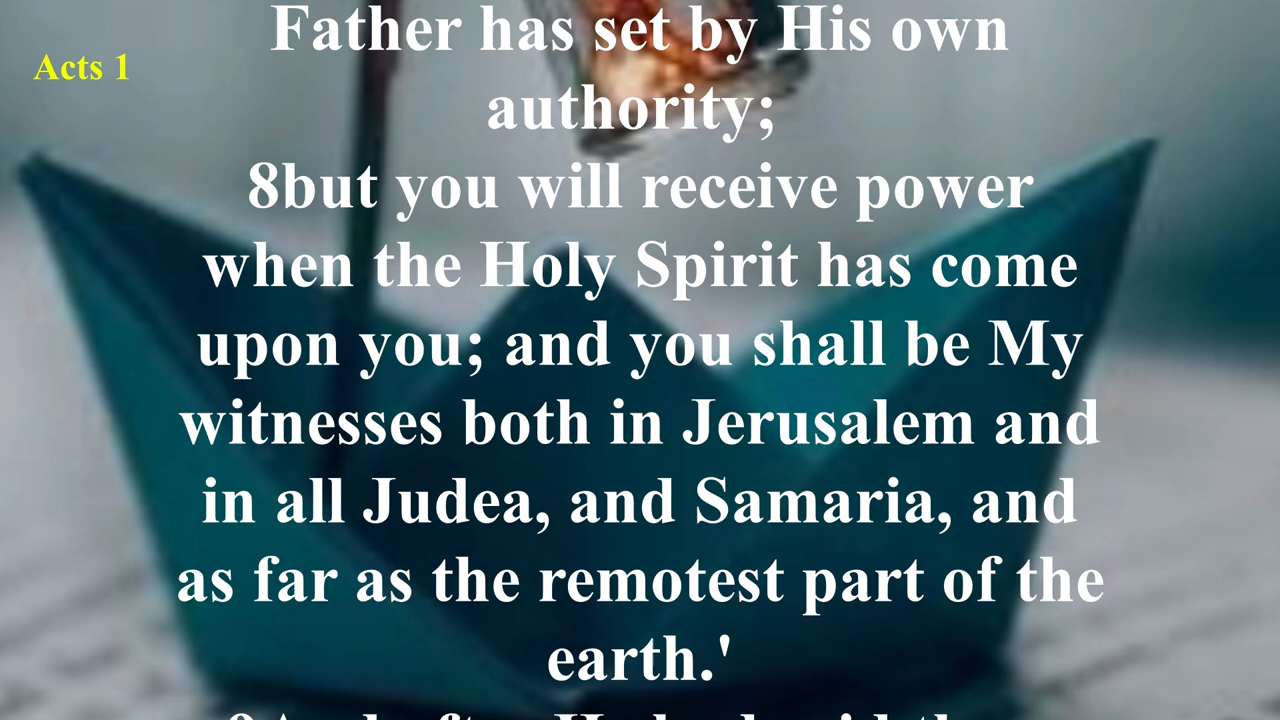 Father has set by His own
Acts 1
authority;
8but you will receive power
when the Holy Spirit has come
upon you; and you shall be My
witnesses both in Jerusalem and
in all Judea, and Samaria, and
as far as the remotest part of the
earth.'